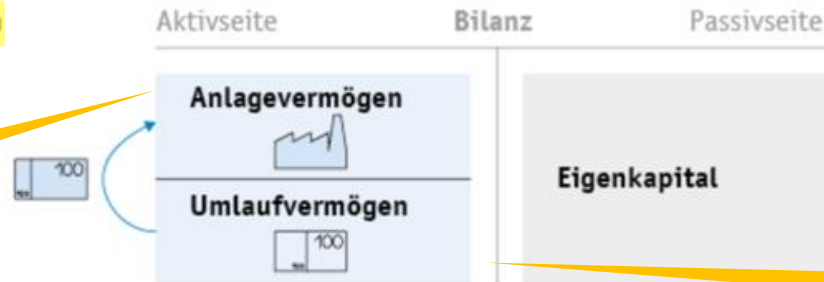 Aktivseite Bilanz Passivseite
Anlagevermögen
100
Eigenkapital
Umlaufvermögen
100